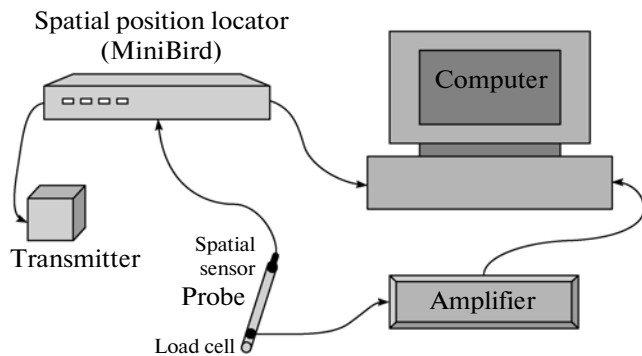 Spatial position locator
(MiniBird)
Computer
Transmitter
Spatial
sensor
Probe
Amplifier
Load cell